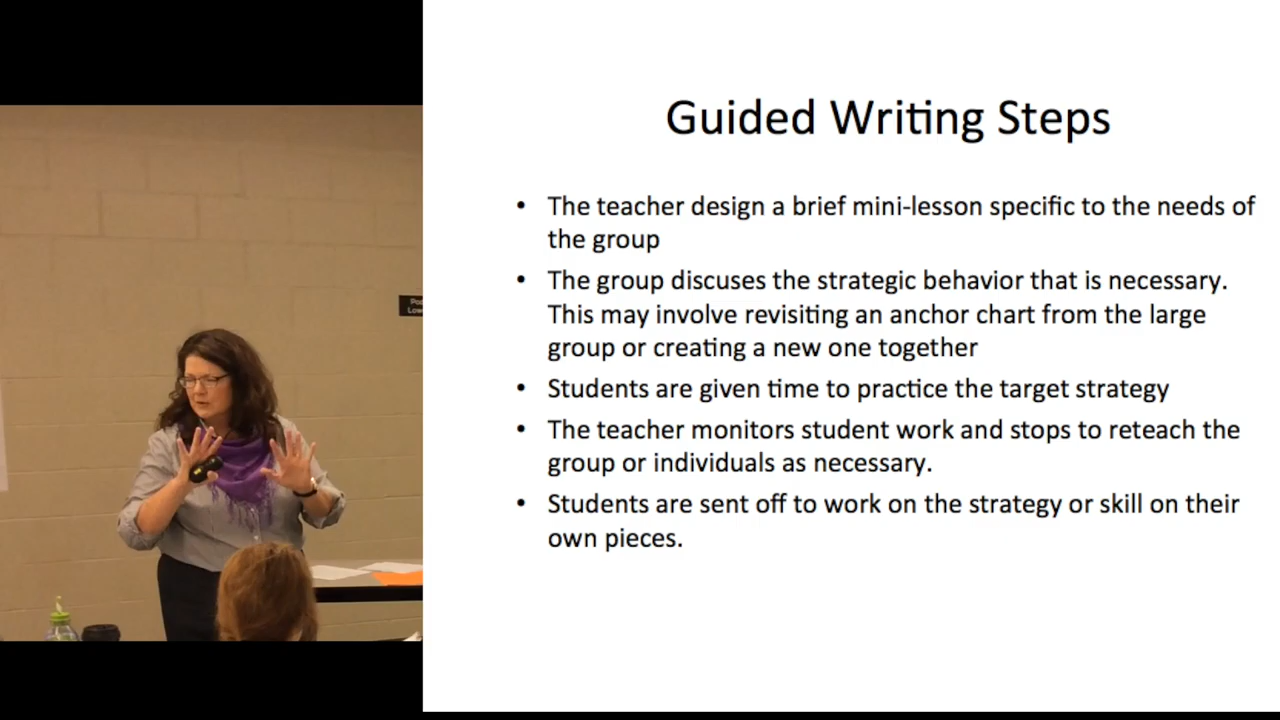 Guided Writing Steps
• The teacher design a brief mini-lesson specific to the needs of
the group
• The group discuses the strategic behavior that is necessary.
This may involve revisiting an anchor chart from the large
group or creating a new one together
• Students are given time to practice the target strategy
• The teacher monitors student work and stops to reteach the
group or individuals as necessary.
• Students are sent off to work on the strategy or skill on their
own pieces.